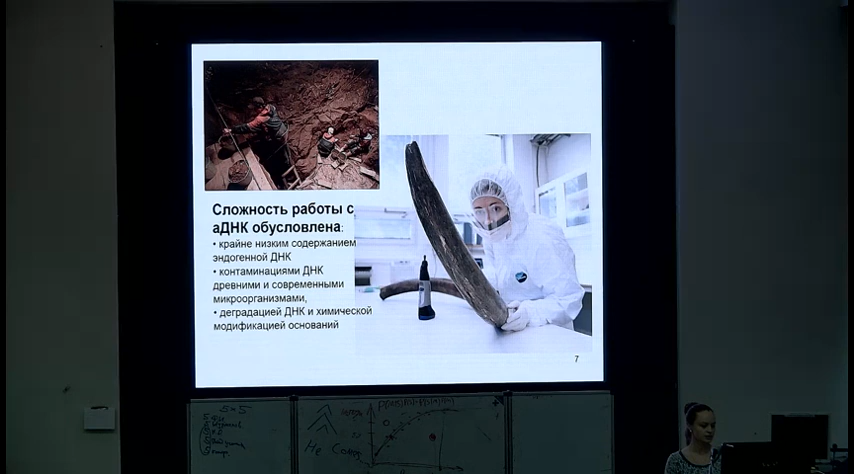 Сложность работы с
аДНК обусловлена:
• крайне низким содержанием
эндогенной ДНК
• контаминациями ДНК
древними и современными
микроорганизмами,
• деградацией ДНК и химической
модификацией оснований
7
Не